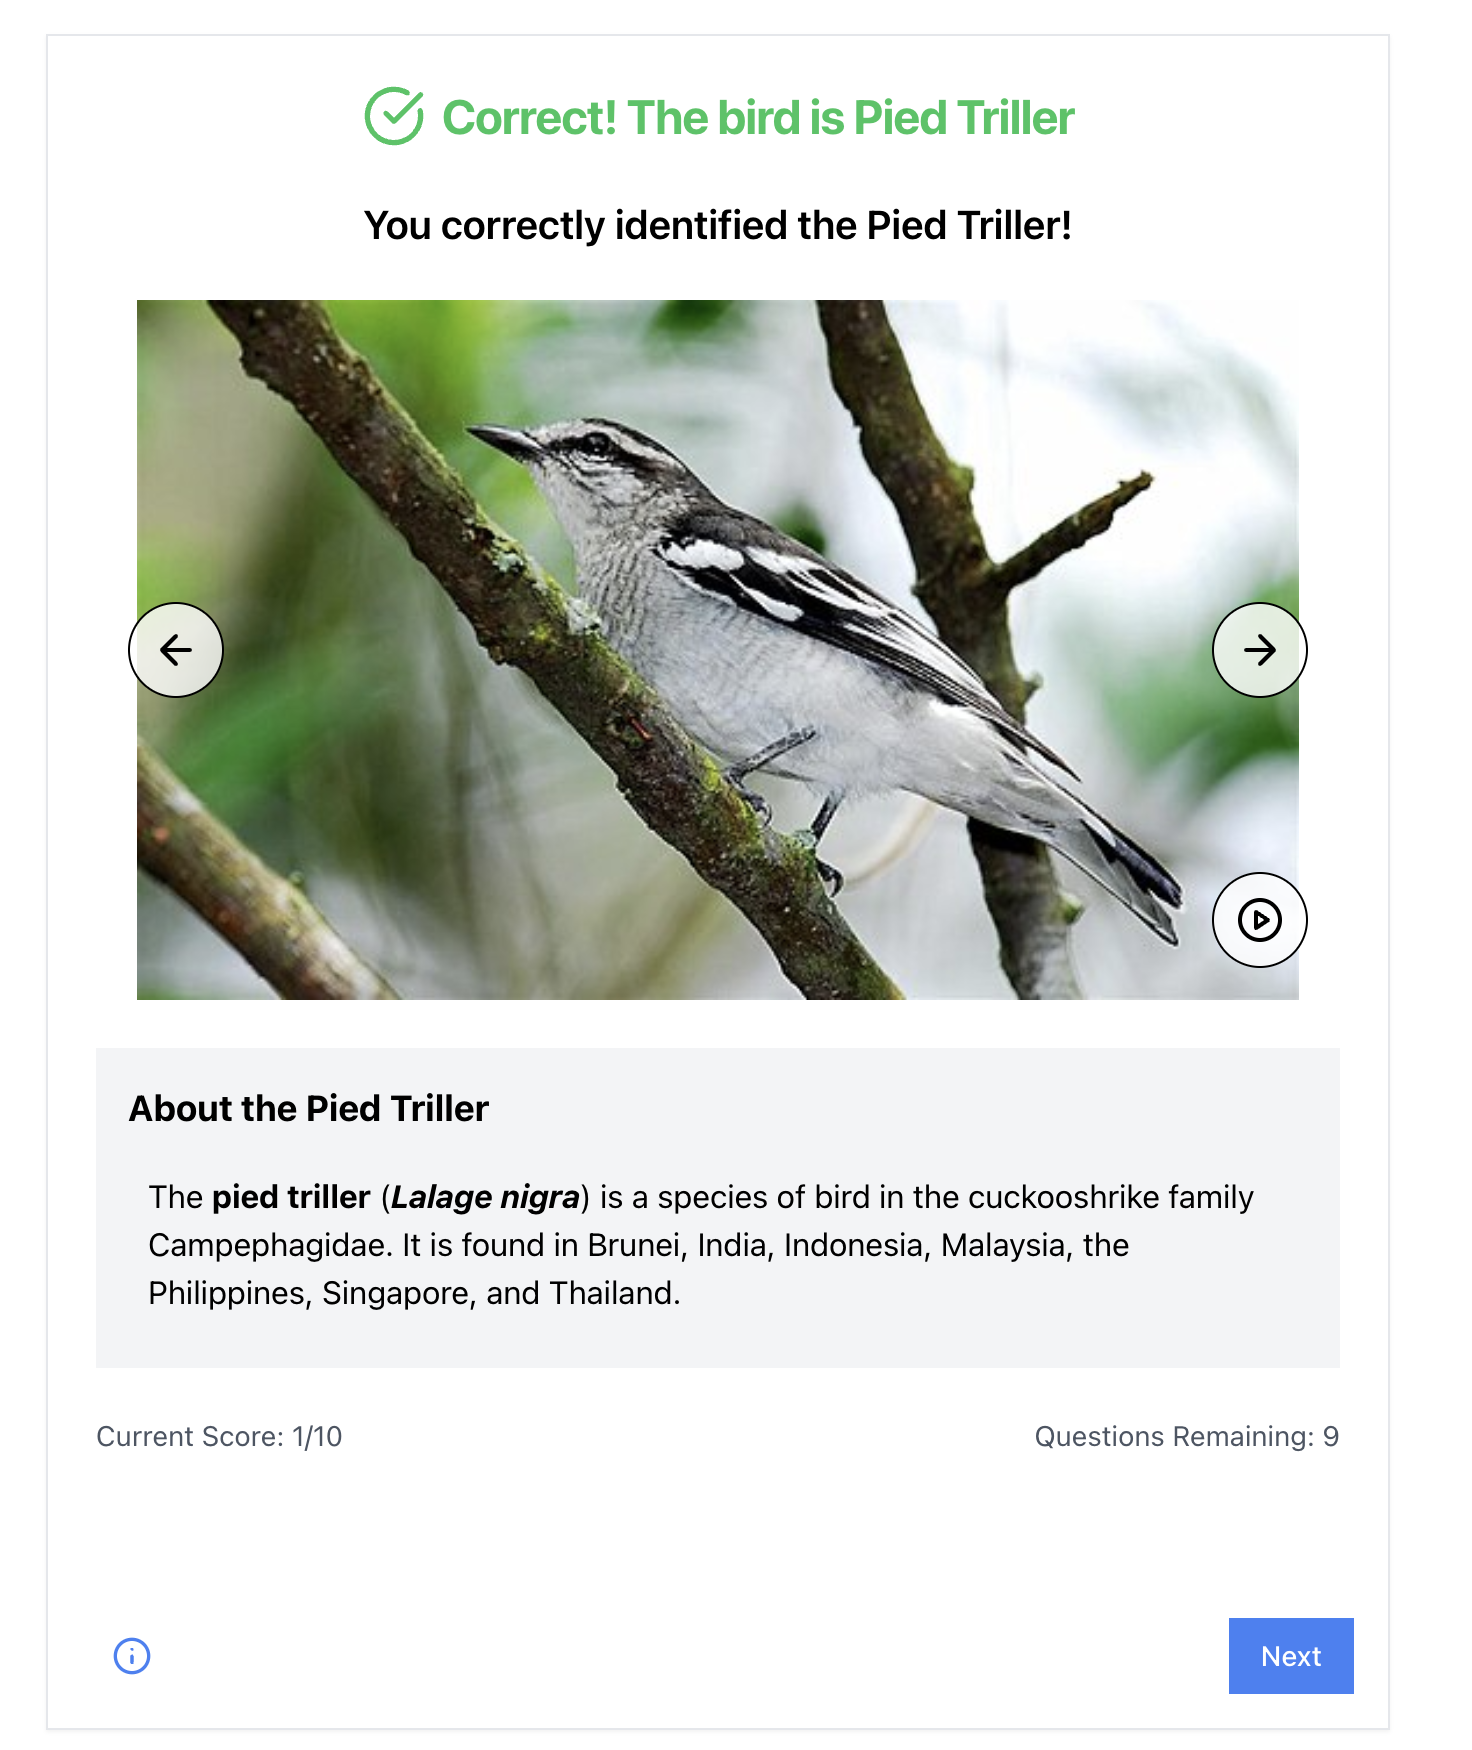 Correct! The bird is Pied Triller
You correctly identified the Pied Triller!
About the Pied Triller
The pied triller (Lalage nigra) is a species of bird in the cuckooshrike family
Campephagidae. It is found in Brunei, India, Indonesia, Malaysia, the
Philippines, Singapore, and Thailand.
Current Score: 1/10
Questions Remaining: 9
Next